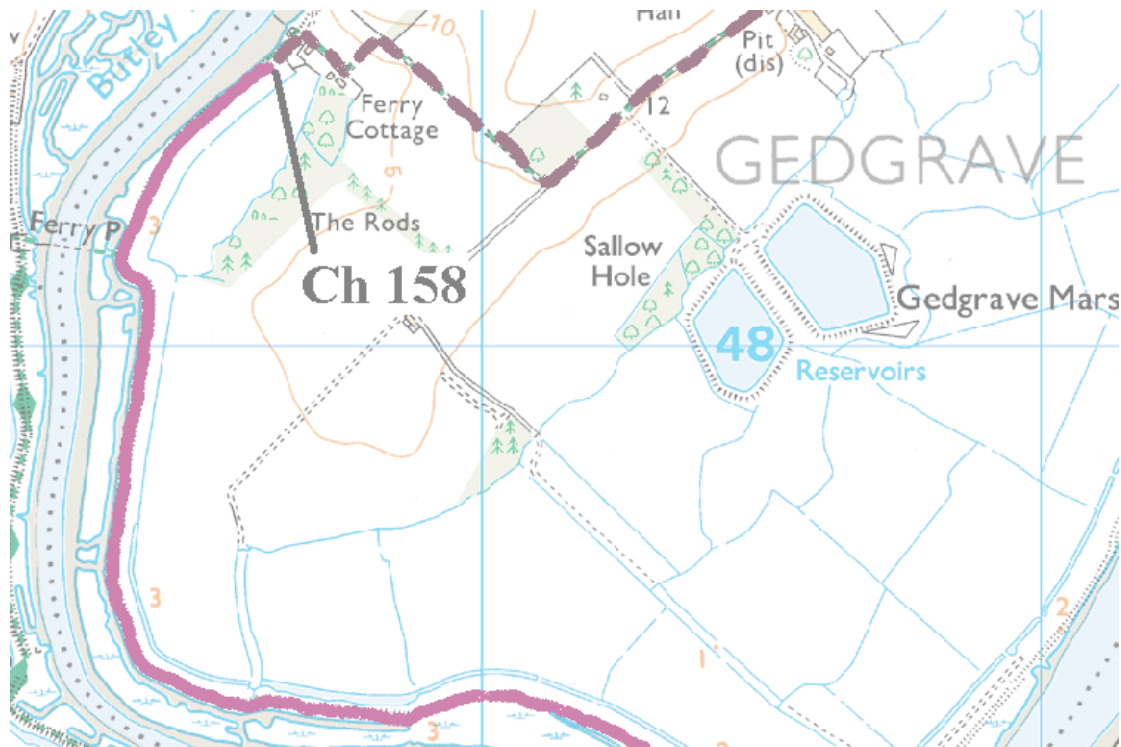 Butley
10
Hall
Pit
(dis)
12
Ferry
Cottage
GEDGRAVE
5
3
Ferry P
The Rods
Sallow
Hole
Ch 158
Gedgrave Mars
48
Reservoirs
3
2
1
3